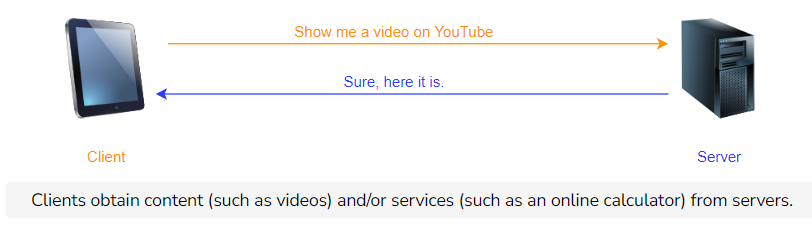 Show me a video on YouTube
Sure, here it is.
Client
Server
Clients obtain content (such as videos) and/or services (such as an online calculator) from servers.